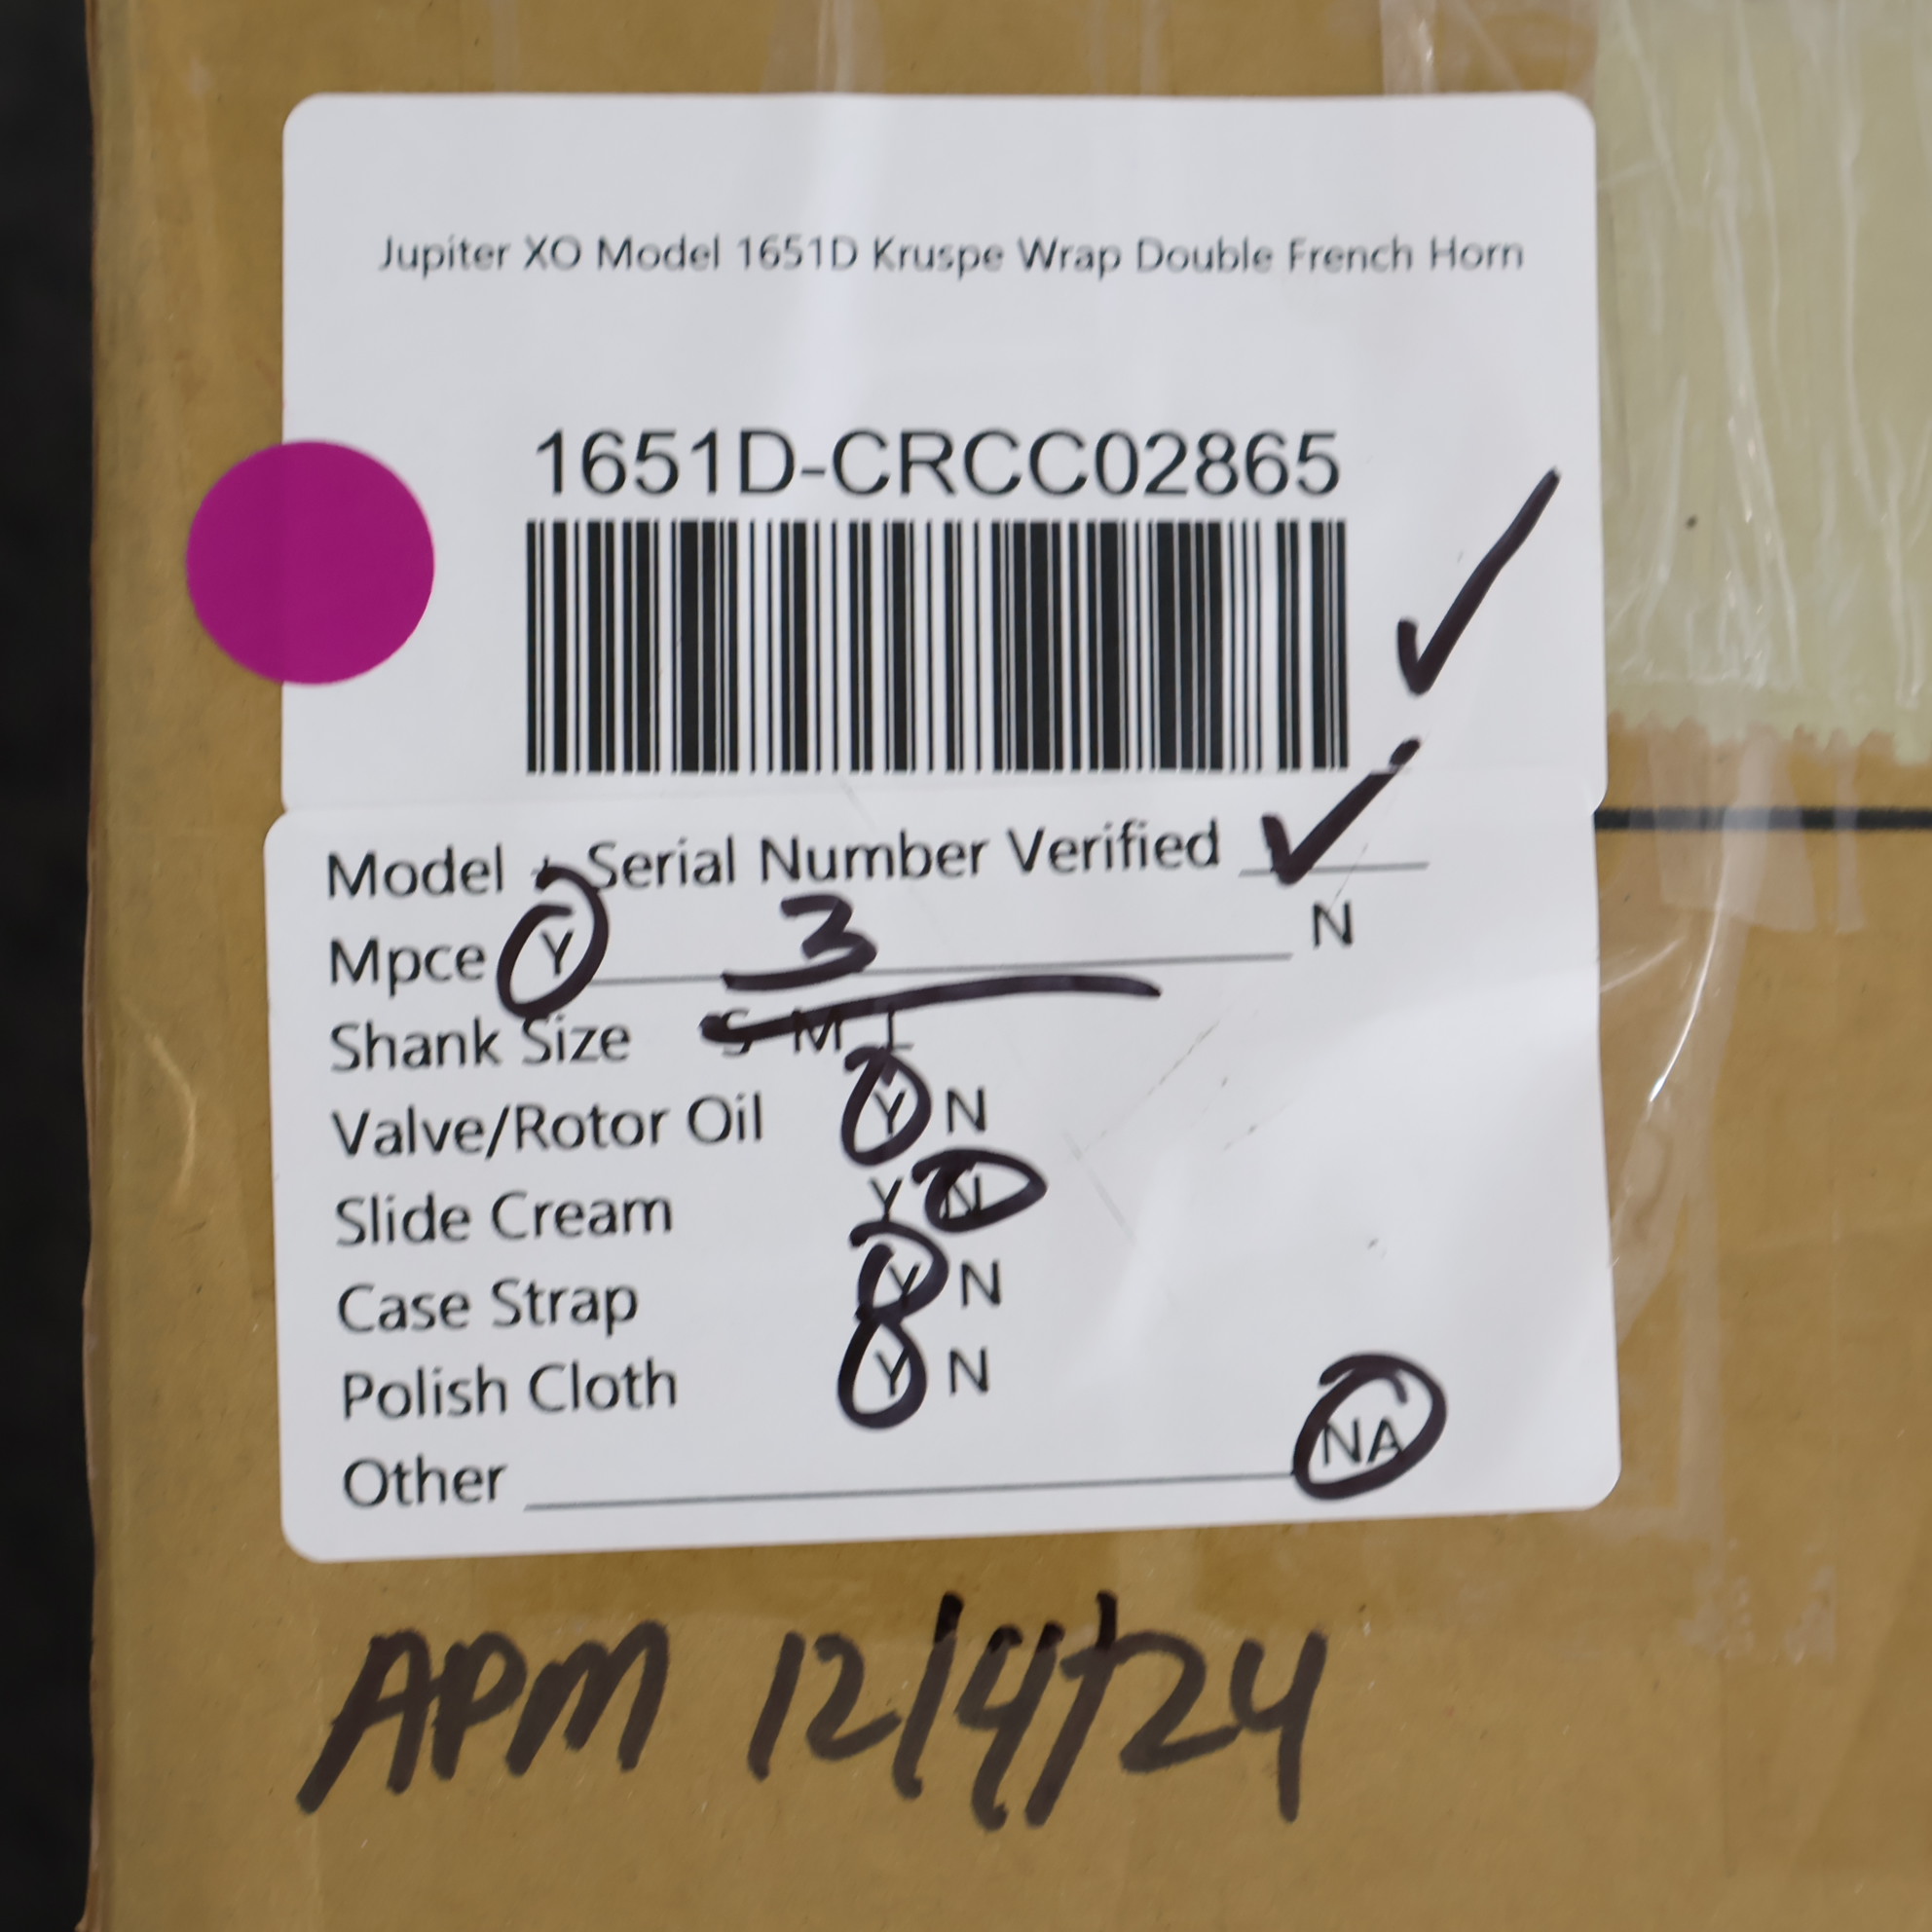 Jupiter XO Model 1651D Kruspe Wrap Double French Horn
1651D-CRCC02865
Model + Serial Number Verified ✓
Mpce Y 3 N
Shank Size S M L
Valve/Rotor Oil Y N
Slide Cream Y N
Case Strap Y N
Polish Cloth Y N
Other NA
APM 12/4/24